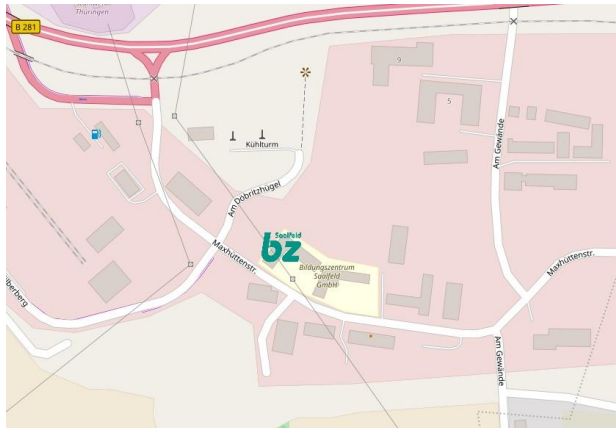 Thüringen
B 281
9
5
Kühlturm
Am Gewände
Am Döbritzhügel
Saalfeld
bz
Maxhüttenstr.
Bildungszentrum
Saalfeld
GmbH
Maxhüttenstr.
Am Gewände